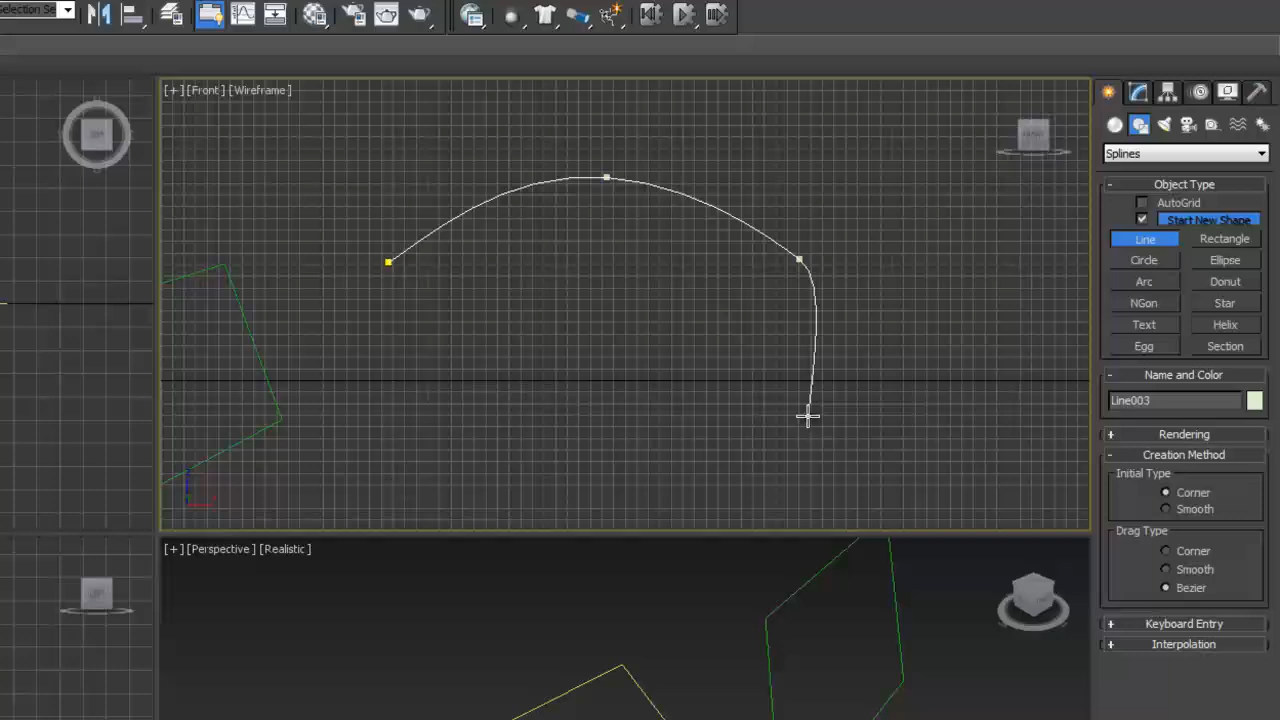 Selection Se
[+] [Front] [Wireframe]
[+] [Perspective] [Realistic]
Splines
Object Type
AutoGrid
Start New Shape
Line Rectangle
Circle Ellipse
Arc Donut
NGon Star
Text Helix
Egg Section
Name and Color
Line003
Rendering
Creation Method
Initial Type
Corner
Smooth
Drag Type
Corner
Smooth
Bezier
Keyboard Entry
Interpolation